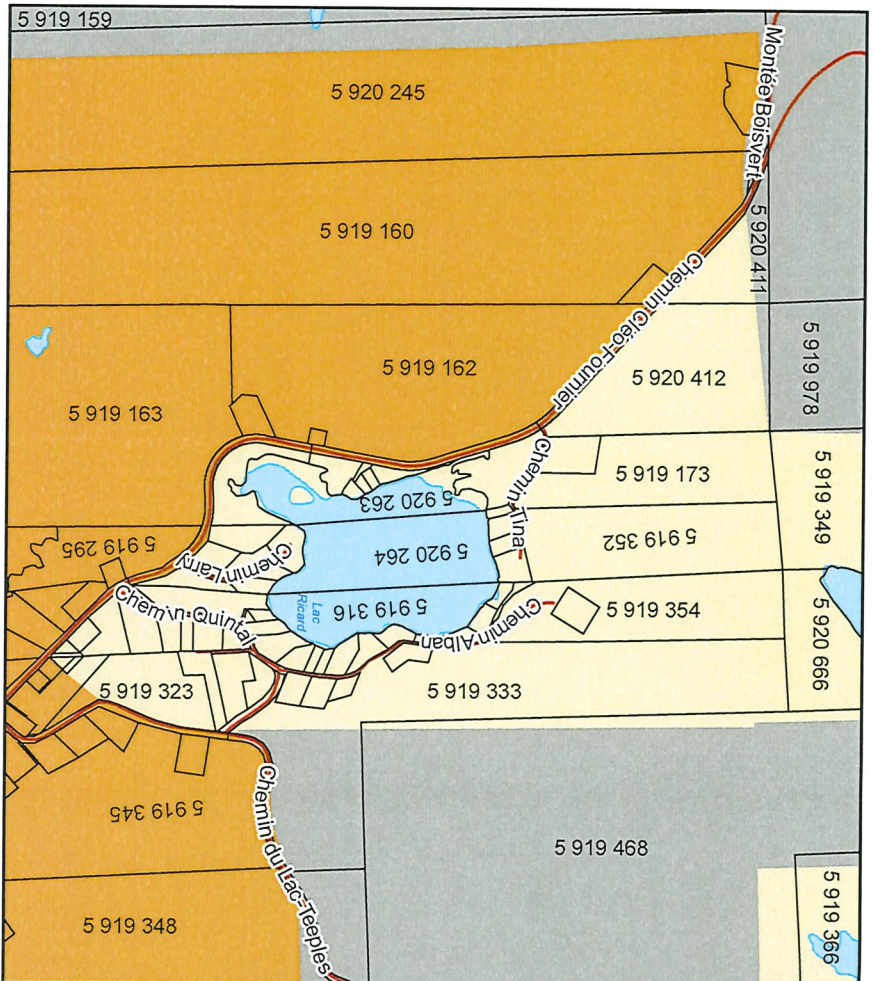 5 919 159
5 920 245
Montée Boisvert
5 919 160
5 920 411
Chemin Cléo-Fournier
5 919 162
5 920 412
5 919 978
5 919 163
Chemin Tina
5 919 173
5 919 349
5 920 263
5 919 295
Chemin Larry
5 920 264
5 919 352
Chemin Quintal
Lac
Ricard
5 919 316
Chemin Alban
5 919 354
5 920 666
5 919 323
5 919 333
5 919 345
Chemin du Lac-Teeples
5 919 468
5 919 348
5 919 366